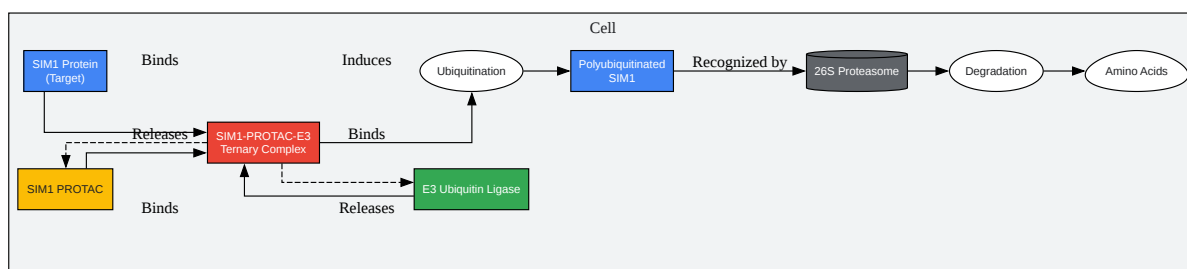 Cell
SIM1 Protein
(Target)
Binds
Induces
Ubiquitination
Polyubiquitinated
SIM1
Recognized by
26S Proteasome
Degradation
Amino Acids
Releases
SIM1-PROTAC-E3
Ternary Complex
Binds
SIM1 PROTAC
Binds
Releases
E3 Ubiquitin Ligase